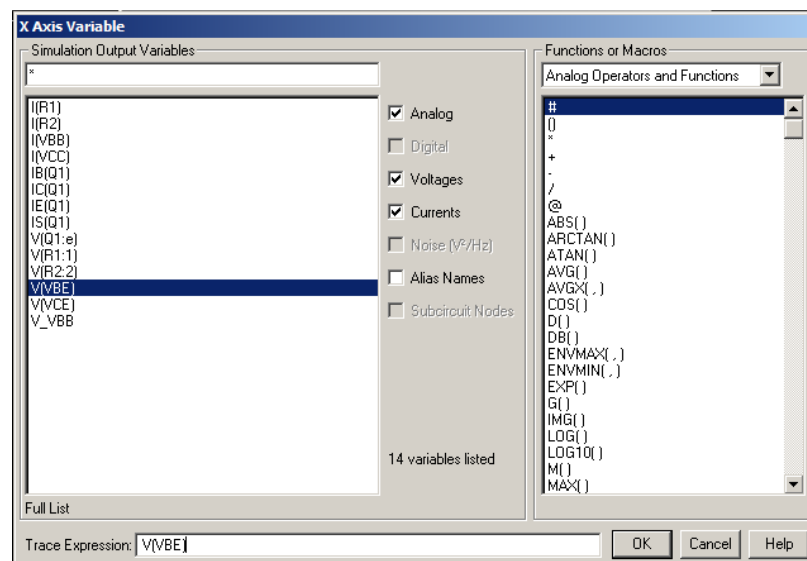 X Axis Variable
Simulation Output Variables
*
I(R1)
I(R2)
I(VBB)
I(VCC)
IB(Q1)
IC(Q1)
IE(Q1)
IS(Q1)
V(Q1:e)
V(R1:1)
V(R2:2)
V(VBE)
V(VCE)
V_VBB
Full List
Analog
Digital
Voltages
Currents
Noise (V²/Hz)
Alias Names
Subcircuit Nodes
14 variables listed
Functions or Macros
Analog Operators and Functions
#
()
*
+
-
/
@
ABS()
ARCTAN()
ATAN()
AVG()
AVGX(,)
COS()
D()
DB()
ENVMAX(,)
ENVMIN(,)
EXP()
G()
IMG()
LOG()
LOG10()
M()
MAX()
Trace Expression: V(VBE)
OK Cancel Help